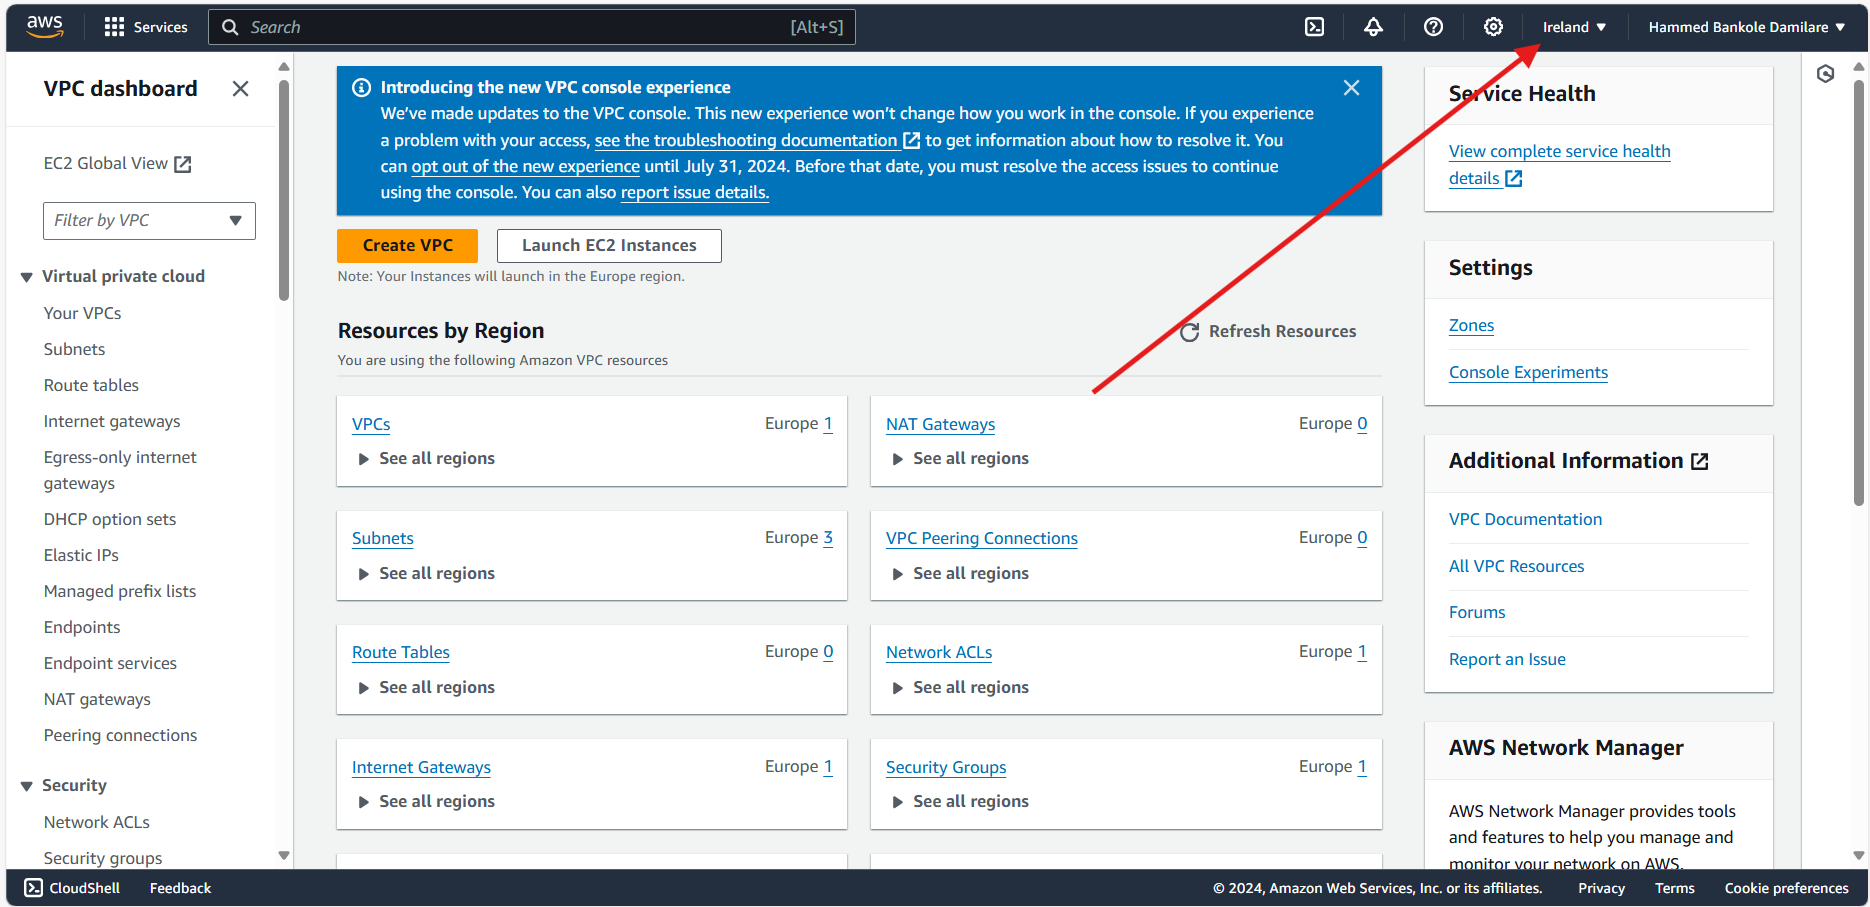 aws
Services
Search
[Alt+S]
Ireland
Hammed Bankole Damilare
VPC dashboard
EC2 Global View
Filter by VPC
Virtual private cloud
Your VPCs
Subnets
Route tables
Internet gateways
Egress-only internet
gateways
DHCP option sets
Elastic IPs
Managed prefix lists
Endpoints
Endpoint services
NAT gateways
Peering connections
Security
Network ACLs
Security groups
Introducing the new VPC console experience
We've made updates to the VPC console. This new experience won't change how you work in the console. If you experience
a problem with your access, see the troubleshooting documentation to get information about how to resolve it. You
can opt out of the new experience until July 31, 2024. Before that date, you must resolve the access issues to continue
using the console. You can also report issue details.
Create VPC
Launch EC2 Instances
Note: Your Instances will launch in the Europe region.
Resources by Region
Refresh Resources
You are using the following Amazon VPC resources
VPCs
Europe 1
See all regions
NAT Gateways
Europe 0
See all regions
Subnets
Europe 3
See all regions
VPC Peering Connections
Europe 0
See all regions
Route Tables
Europe 0
See all regions
Network ACLs
Europe 1
See all regions
Internet Gateways
Europe 1
See all regions
Security Groups
Europe 1
See all regions
Service Health
View complete service health
details
Settings
Zones
Console Experiments
Additional Information
VPC Documentation
All VPC Resources
Forums
Report an Issue
AWS Network Manager
AWS Network Manager provides tools
and features to help you manage and
monitor your network on AWS.
CloudShell
Feedback
© 2024, Amazon Web Services, Inc. or its affiliates.
Privacy
Terms
Cookie preferences